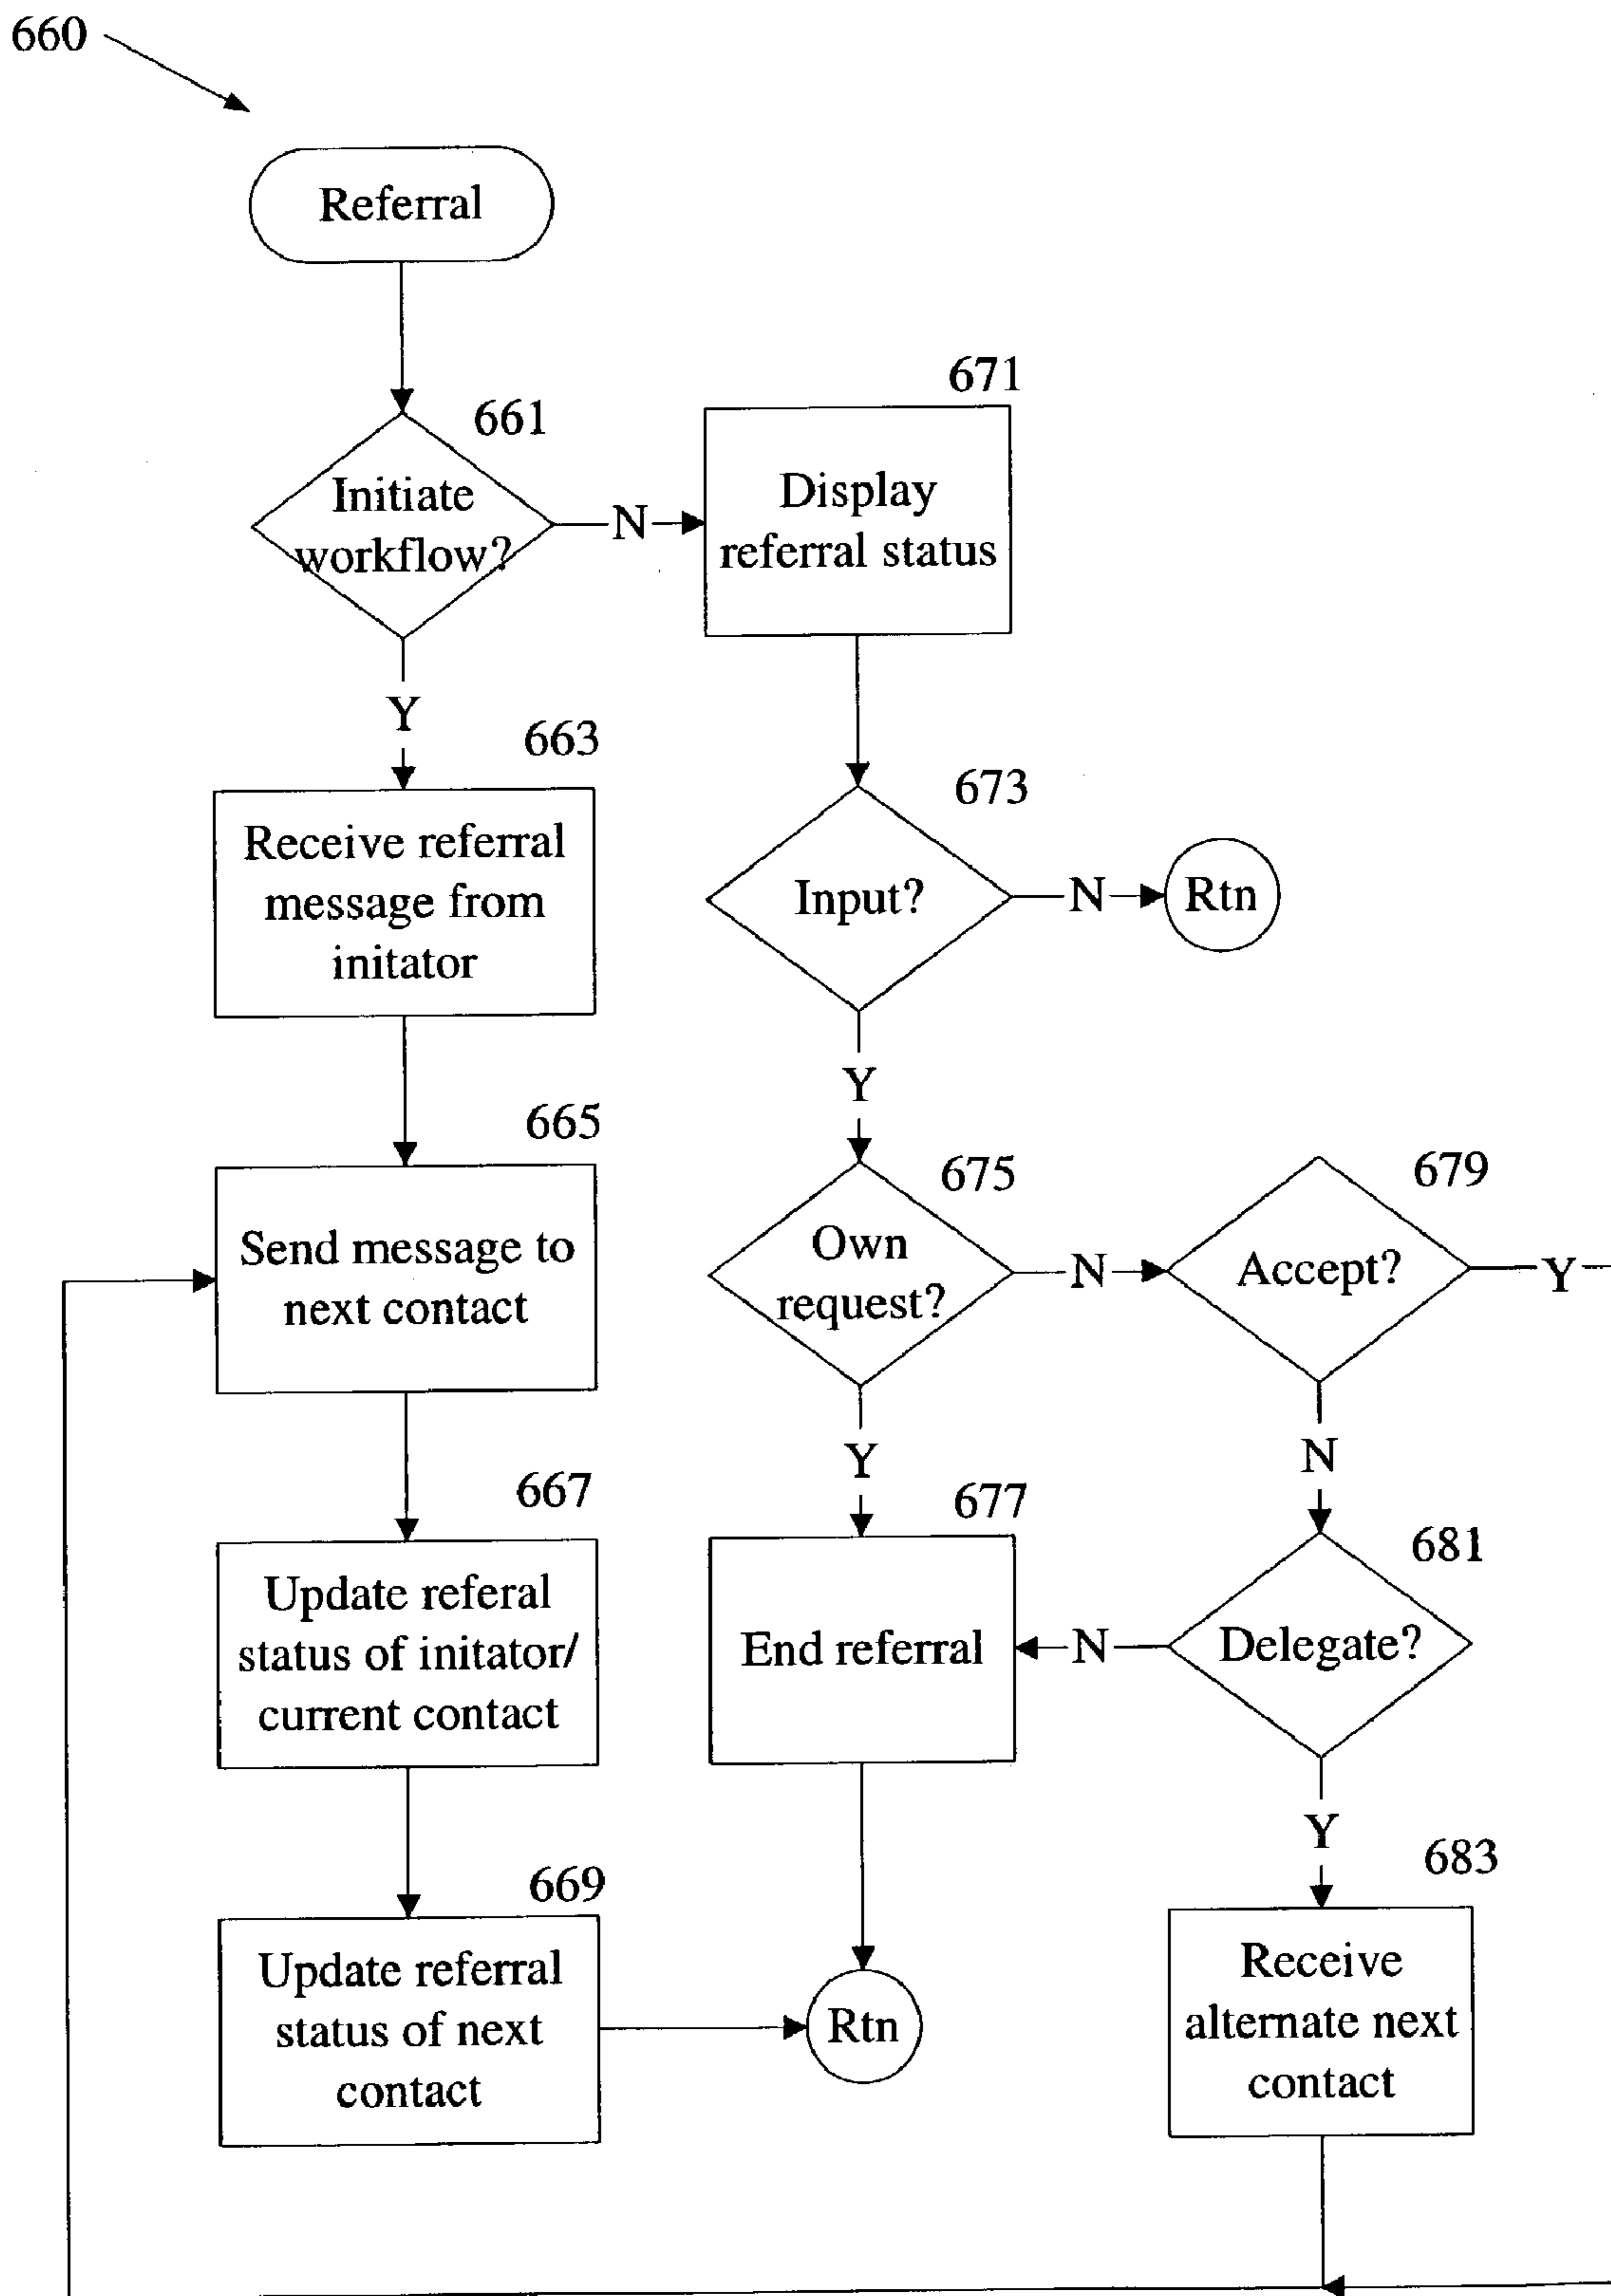 660
Referral
661
Initiate
workflow?
N
Y
671
Display
referral status
663
Receive referral
message from
initator
673
Input?
N
Rtn
Y
665
Send message to
next contact
675
Own
request?
N
Y
679
Accept?
Y
N
667
Update referal
status of initator/
current contact
677
End referral
681
Delegate?
N
Y
669
Update referral
status of next
contact
Rtn
683
Receive
alternate next
contact